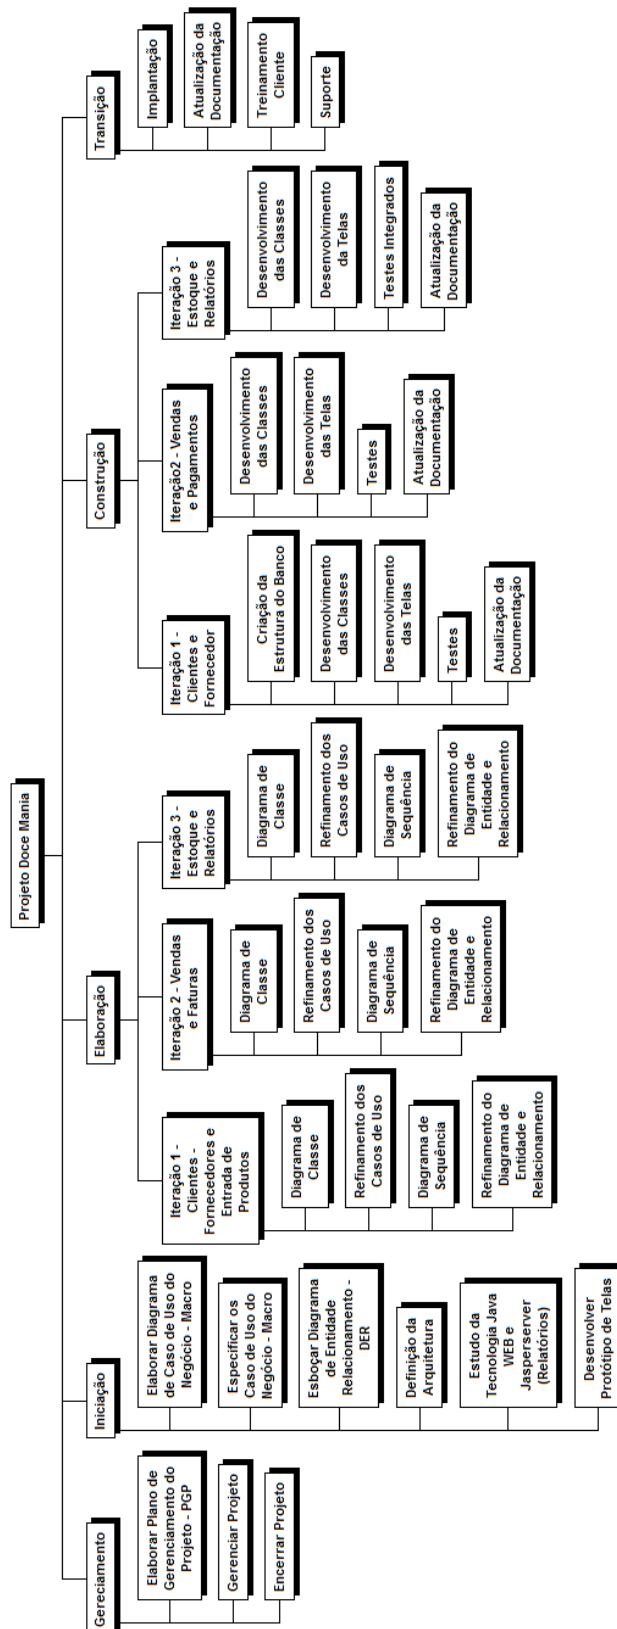 Projeto Doce Mania
Gereciamento
Elaborar Plano de
Gerenciamento do
Projeto - PGP
Gerenciar Projeto
Encerrar Projeto
Iniciação
Elaborar Diagrama
de Caso de Uso do
Negócio - Macro
Especificar os
Caso de Uso do
Negócio - Macro
Esboçar Diagrama
de Entidade
Relacionamento -
DER
Definição da
Arquitetura
Estudo da
Tecnologia Java
WEB e
Jasperserver
(Relatórios)
Desenvolver
Protótipo de Telas
Elaboração
Iteração 1 -
Clientes -
Fornecedores e
Entrada de
Produtos
Diagrama de
Classe
Refinamento dos
Casos de Uso
Diagrama de
Sequência
Refinamento do
Diagrama de
Entidade e
Relacionamento
Iteração 2 - Vendas
e Faturas
Diagrama de
Classe
Refinamento dos
Casos de Uso
Diagrama de
Sequência
Refinamento do
Diagrama de
Entidade e
Relacionamento
Iteração 3 -
Estoque e
Relatórios
Diagrama de
Classe
Refinamento dos
Casos de Uso
Diagrama de
Sequência
Refinamento do
Diagrama de
Entidade e
Relacionamento
Construção
Iteração 1 -
Clientes e
Fornecedor
Criação da
Estrutura do Banco
Desenvolvimento
das Classes
Desenvolvimento
das Telas
Testes
Atualização da
Documentação
Iteração2 - Vendas
e Pagamentos
Desenvolvimento
das Classes
Desenvolvimento
das Telas
Testes
Atualização da
Documentação
Iteração 3 -
Estoque e
Relatórios
Desenvolvimento
das Classes
Desenvolvimento
da Telas
Testes Integrados
Atualização da
Documentação
Transição
Implantação
Atualização da
Documentação
Treinamento
Cliente
Suporte